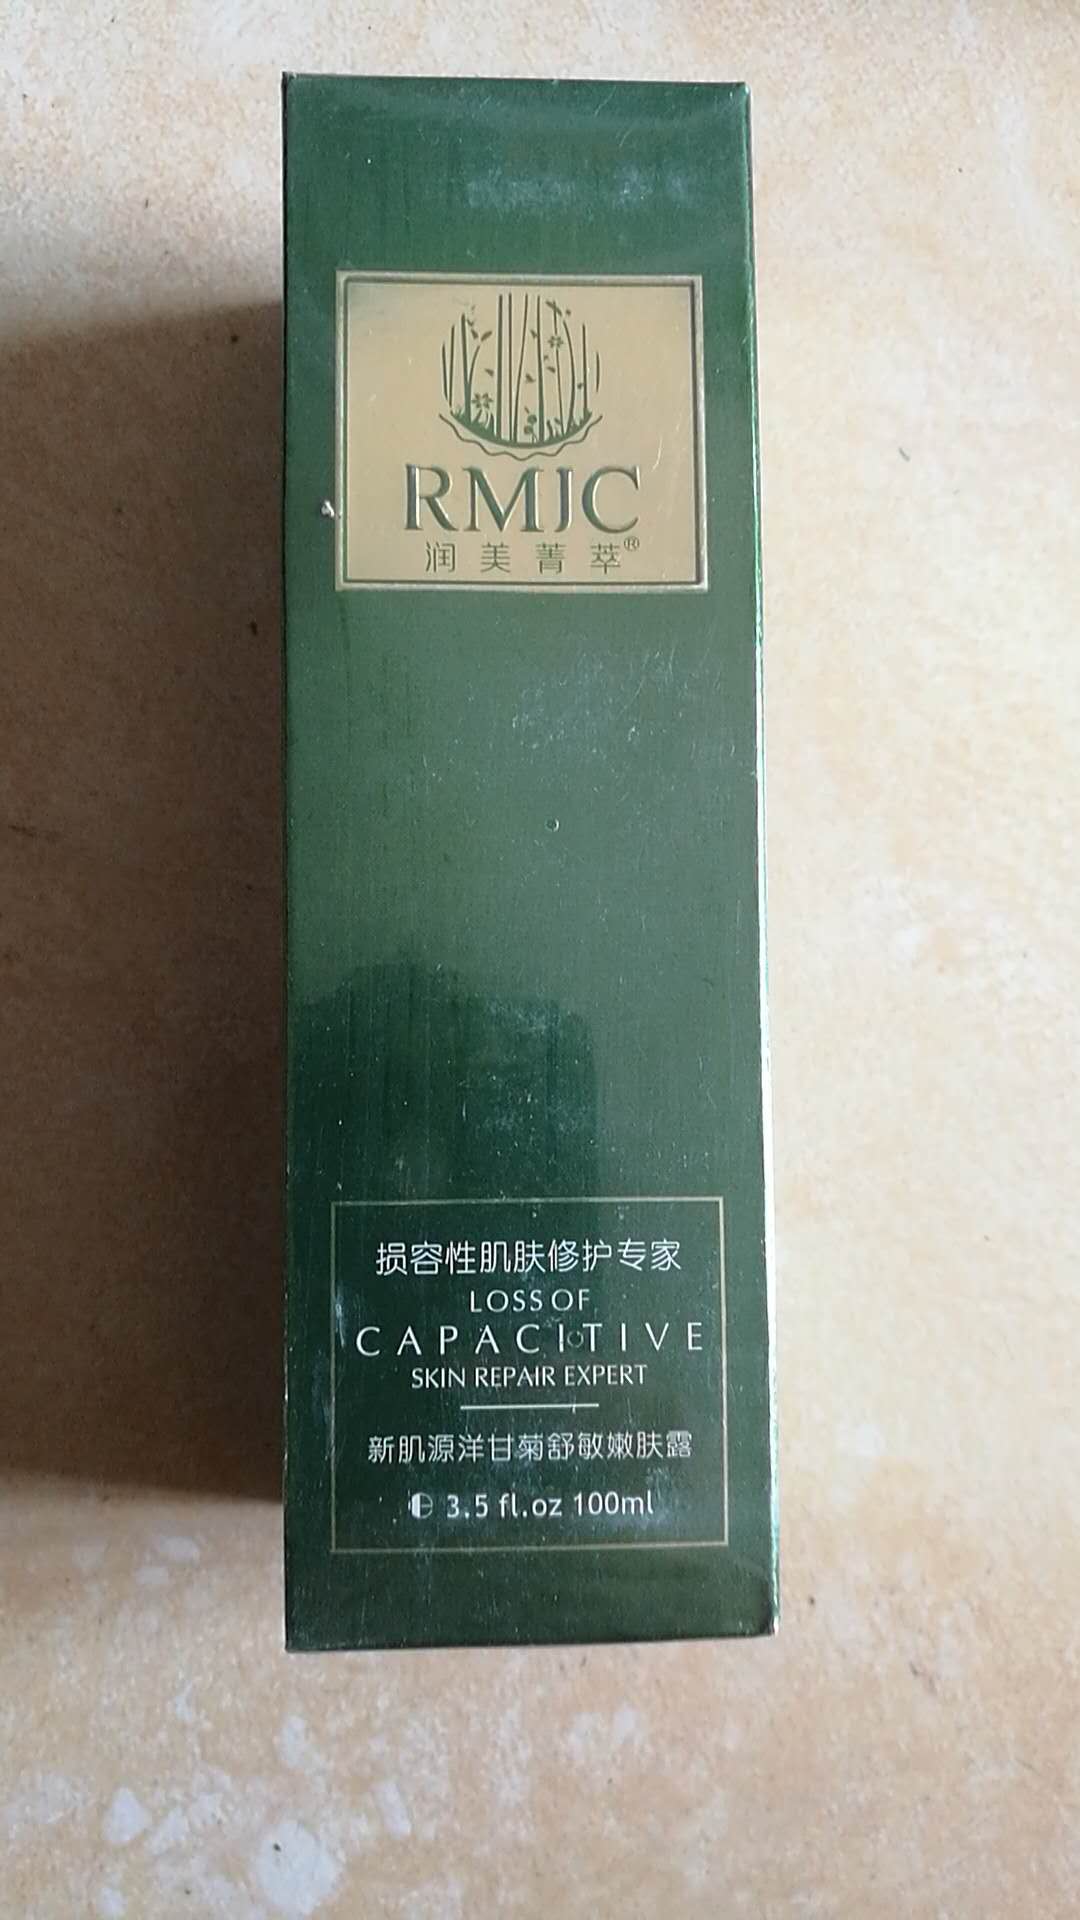 RMJC
润美菁萃®
损容性肌肤修护专家
LOSS OF
CAPACITIVE
SKIN REPAIR EXPERT
新肌源洋甘菊舒敏嫩肤露
3.5 fl.oz 100ml